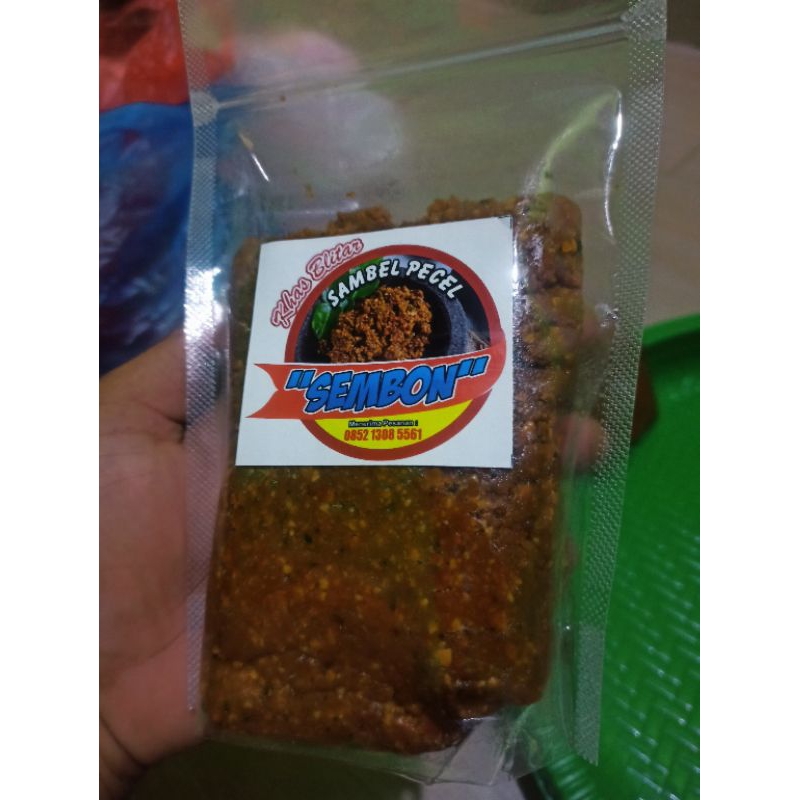 Khas Blitar
SAMBEL PECEL
"SEMBON"
Menerima Pesanan :
0852 1308 5561